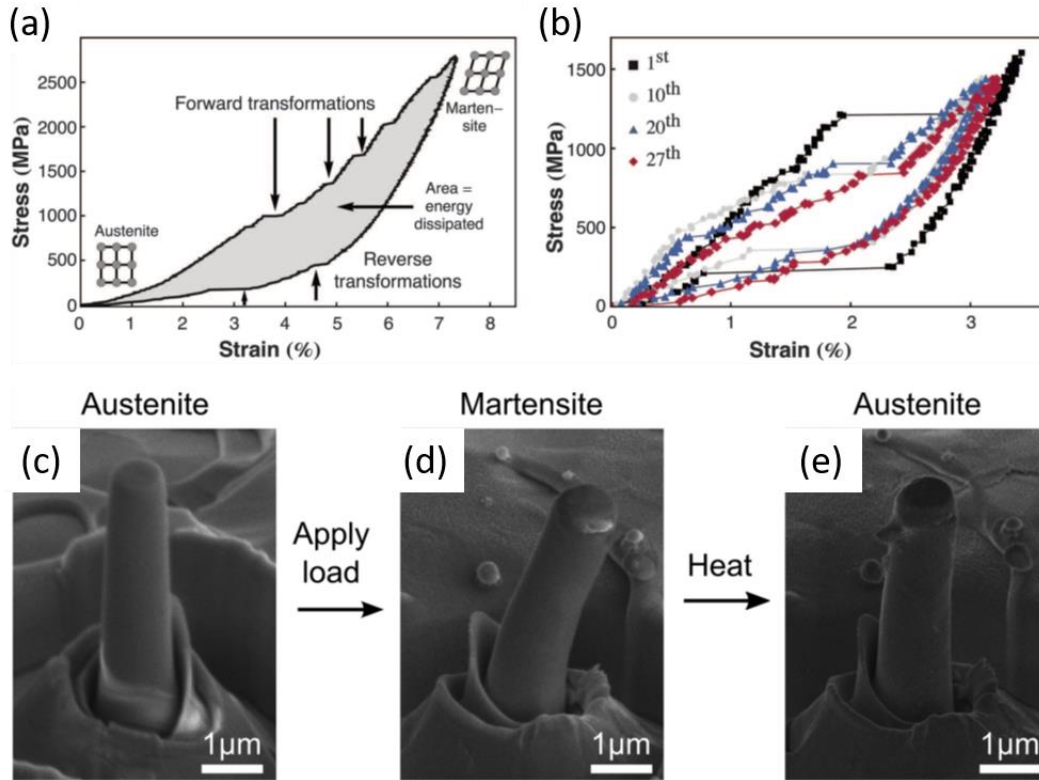 (a)
Stress (MPa)
2500
2000
1500
1000
500
0
Forward transformations
Marten-
site
Austenite
Area =
energy
dissipated
Reverse
transformations
0 1 2 3 4 5 6 7 8
Strain (%)
(b)
Stress (MPa)
1500
1000
500
0
1st
10th
20th
27th
0 1 2 3
Strain (%)
Austenite
Martensite
Austenite
(c)
Apply
load
(d)
Heat
(e)
1μm
1μm
1μm